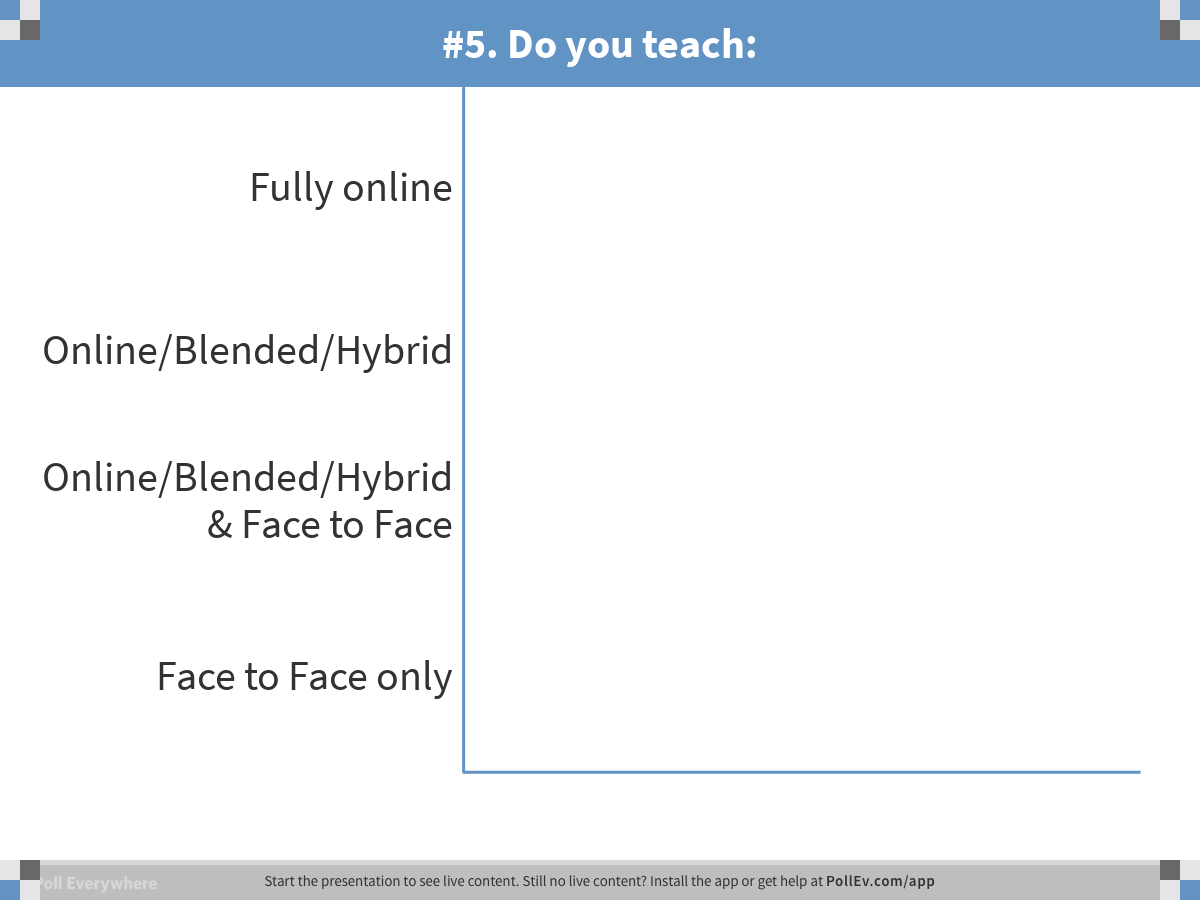 #5. Do you teach:
Fully online
Online/Blended/Hybrid
Online/Blended/Hybrid
& Face to Face
Face to Face only
Poll Everywhere
Start the presentation to see live content. Still no live content? Install the app or get help at PollEv.com/app